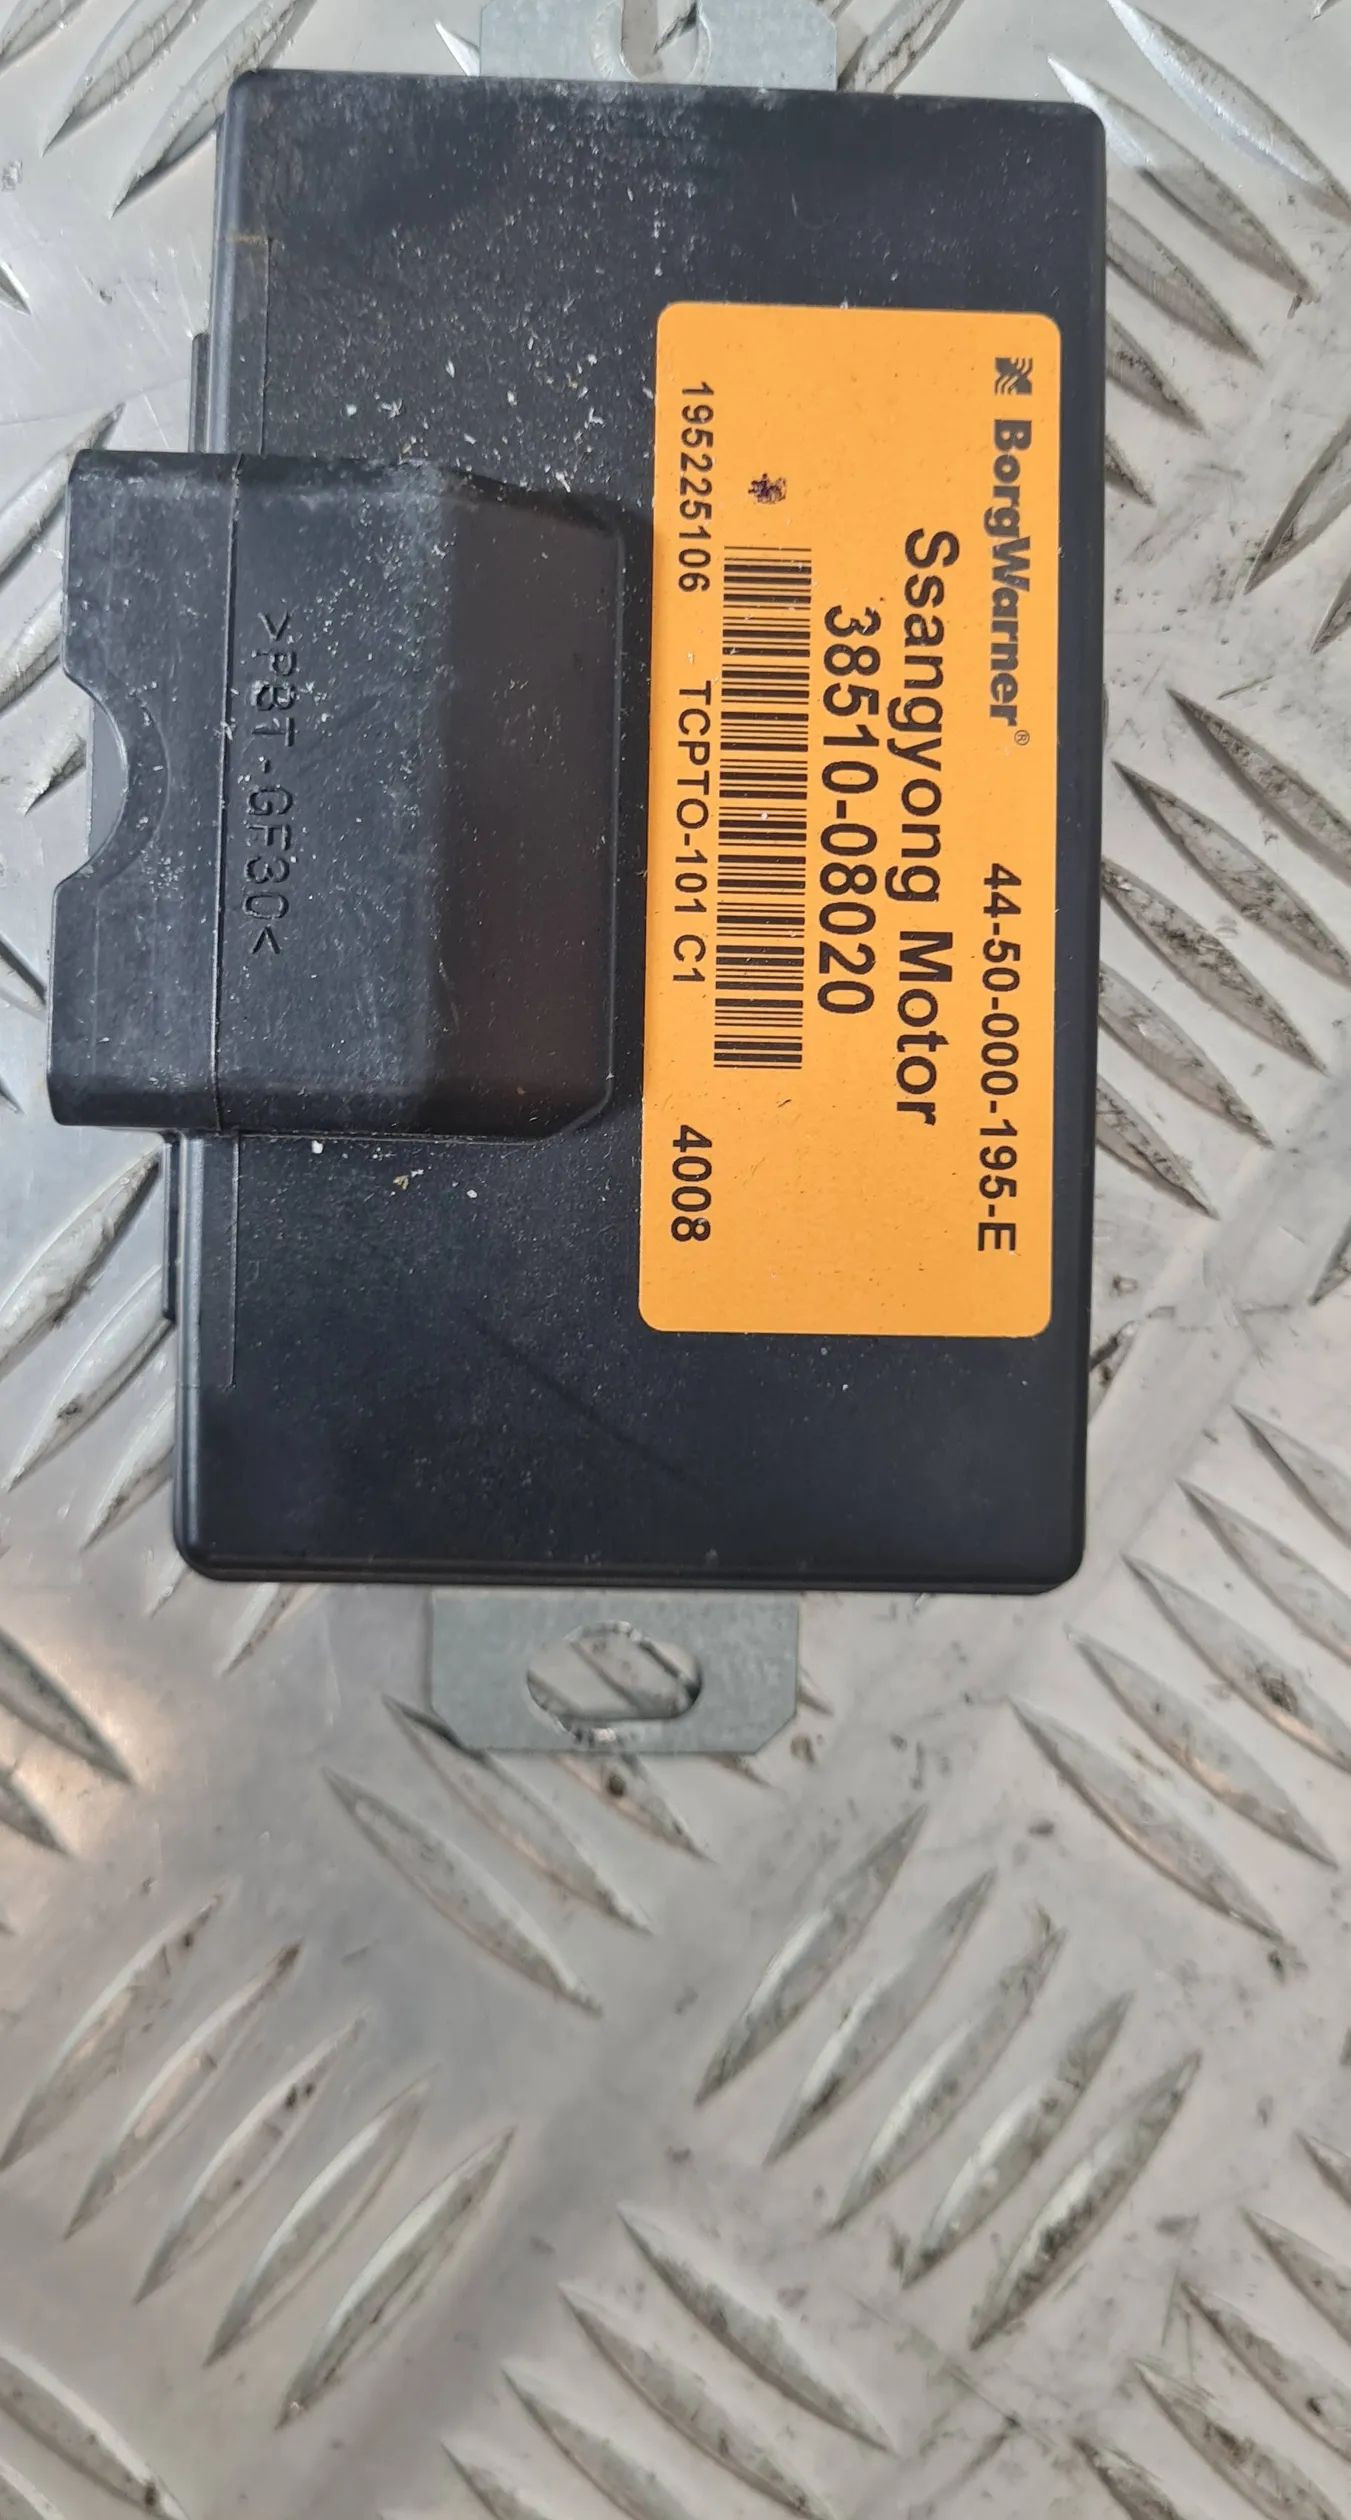 BorgWarner® 44-50-000-195-E
Ssangyong Motor
38510-08020
195225106 TCPTO-101 C1 4008
>PBT-GF30<